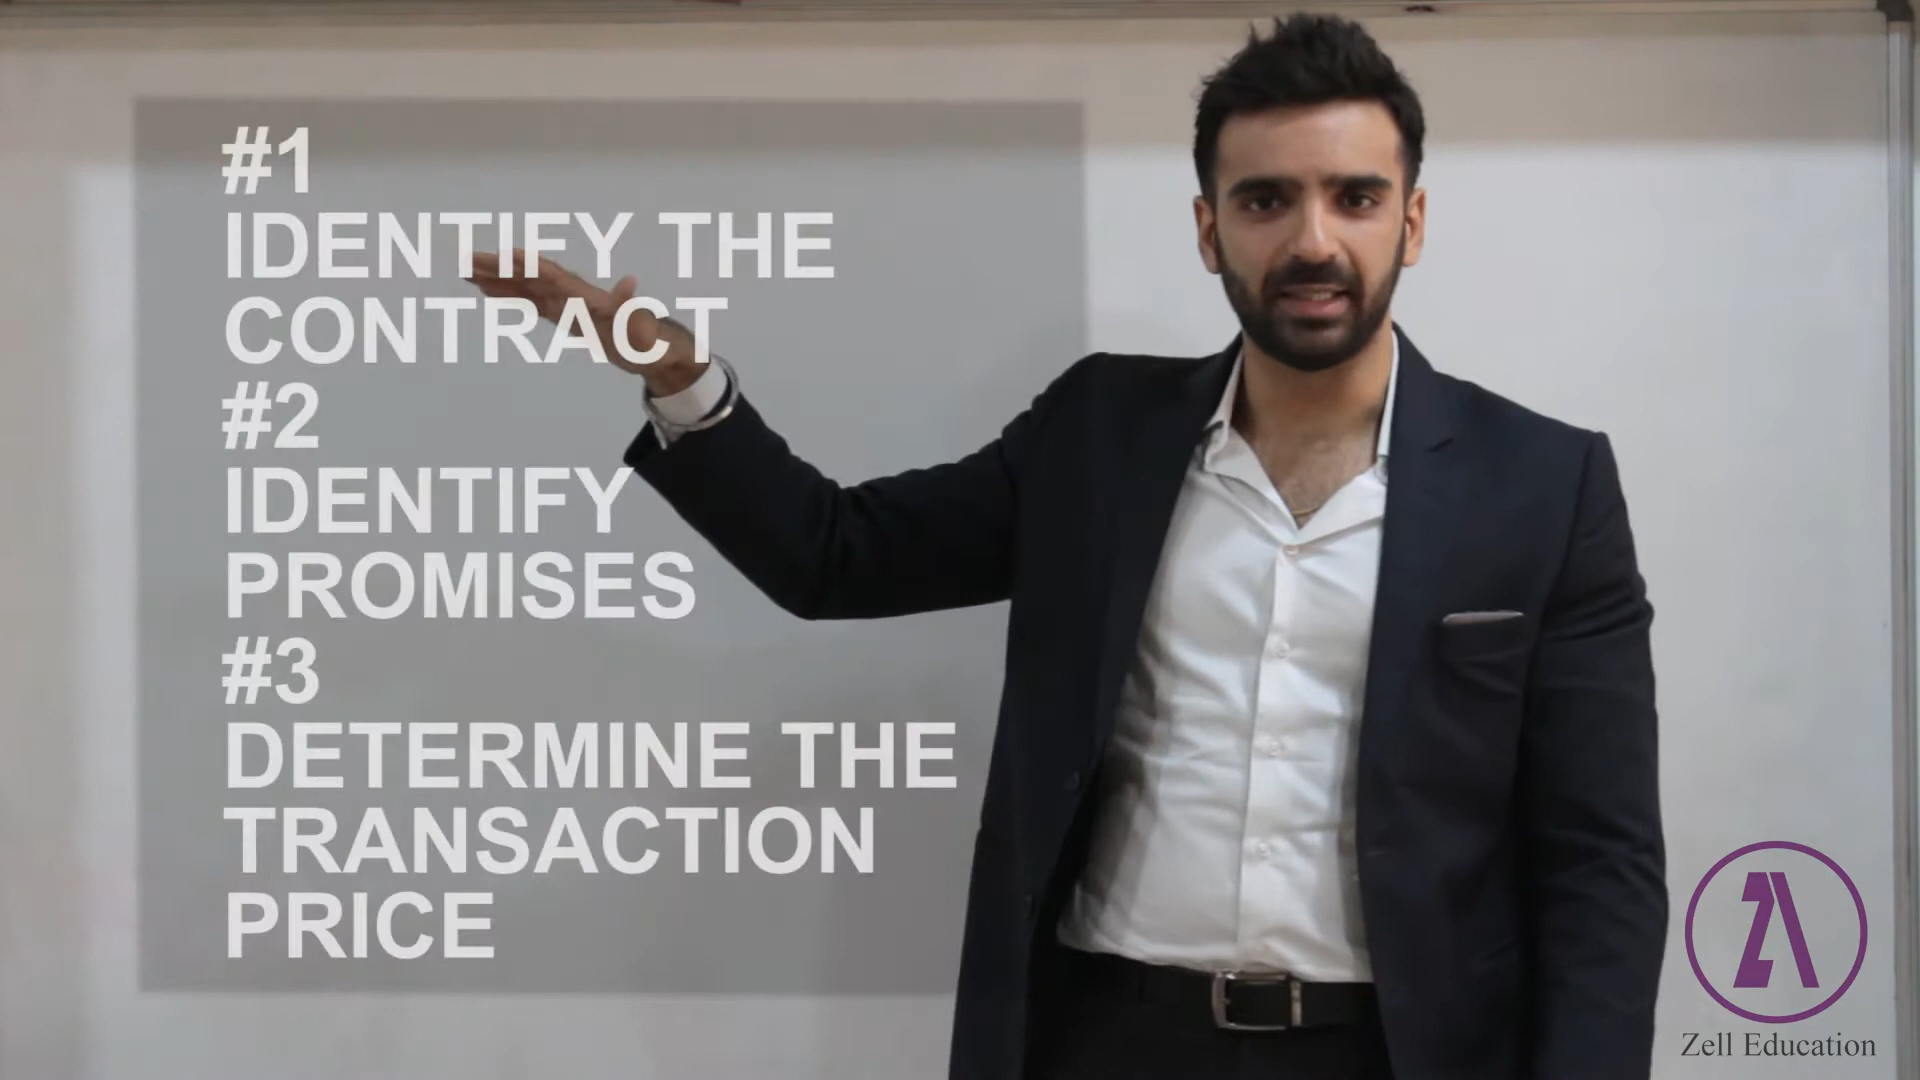 #1
IDENTIFY THE
CONTRACT
#2
IDENTIFY
PROMISES
#3
DETERMINE THE
TRANSACTION
PRICE
Zell Education